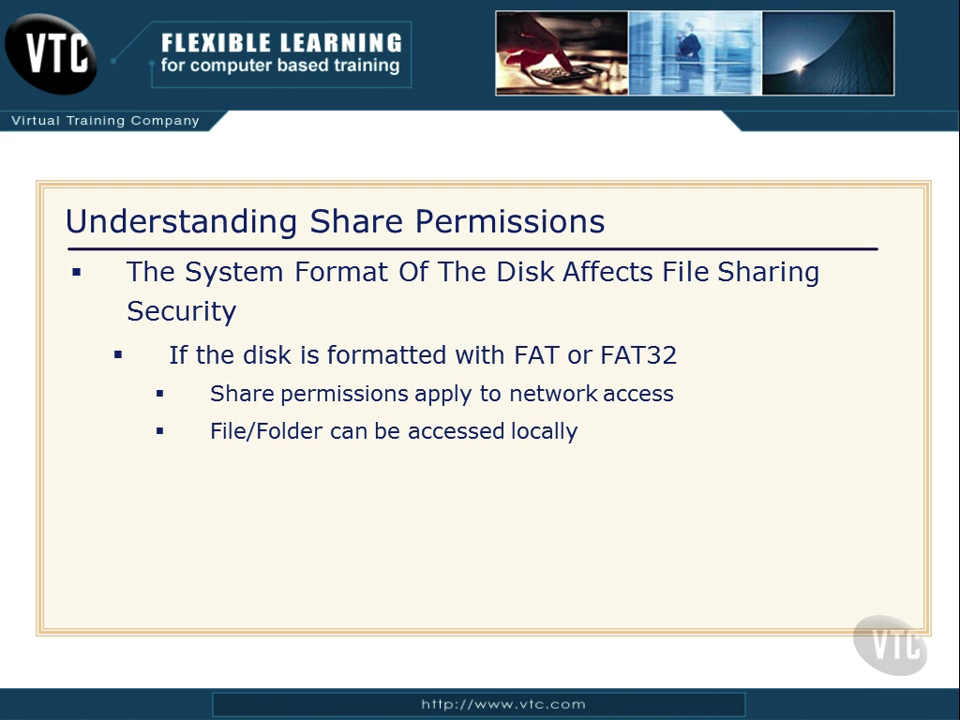 VTC
FLEXIBLE LEARNING
for computer based training
Virtual Training Company
Understanding Share Permissions
▪ The System Format Of The Disk Affects File Sharing
Security
▪ If the disk is formatted with FAT or FAT32
▪ Share permissions apply to network access
▪ File/Folder can be accessed locally
VTC
http://www.vtc.com